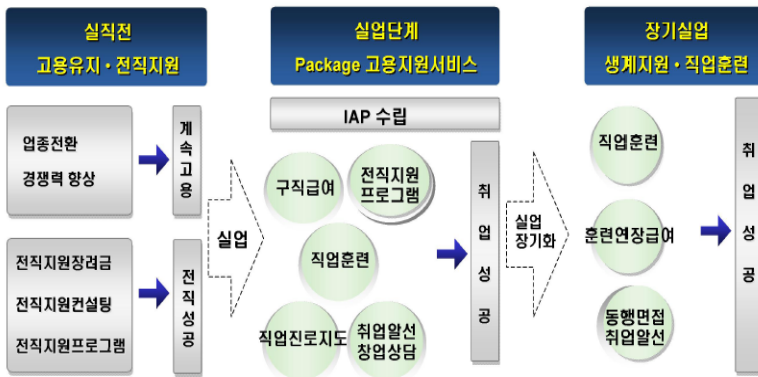 실직전
고용유지·전직지원
업종전환
경쟁력 향상
계속고용
전직지원장려금
전직지원컨설팅
전직지원프로그램
전직성공
실업
실업단계
Package 고용지원서비스
IAP 수립
구직급여
전직지원
프로그램
직업훈련
직업진로지도
취업알선
창업상담
취업성공
실업
장기화
장기실업
생계지원·직업훈련
직업훈련
훈련연장급여
동행면접
취업알선
취업성공